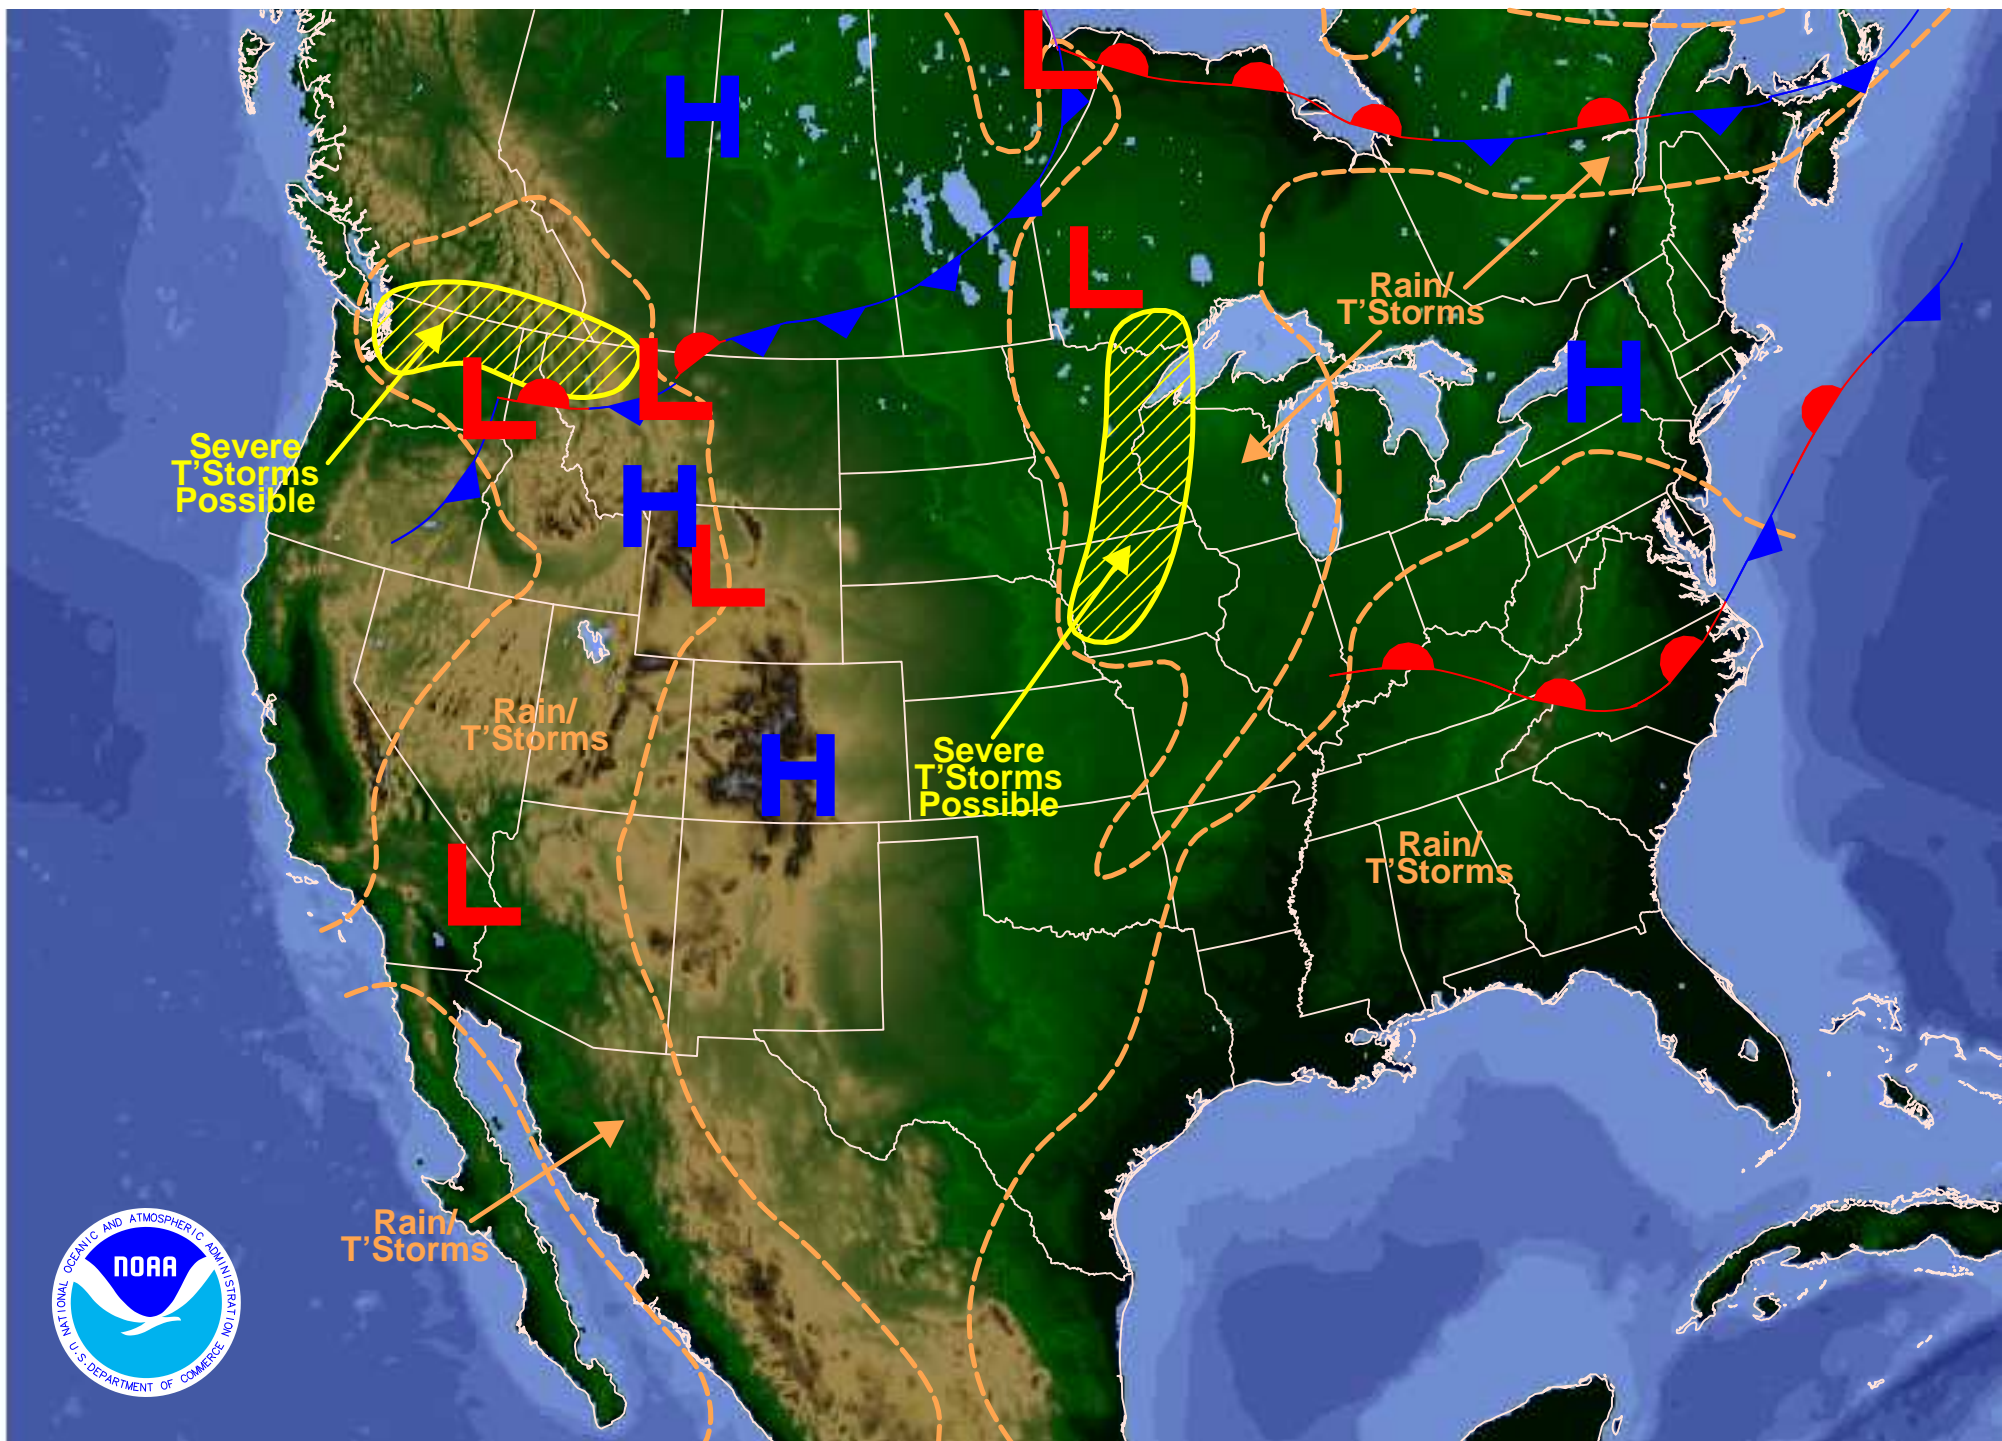 L
H
L
Rain/
T'Storms
L
L
H
Severe
T'Storms
Possible
H
L
Rain/
T'Storms
Severe
T'Storms
Possible
H
L
Rain/
T'Storms
Rain/
T'Storms
NATIONAL OCEANIC AND ATMOSPHERIC ADMINISTRATION
NOAA
U.S. DEPARTMENT OF COMMERCE